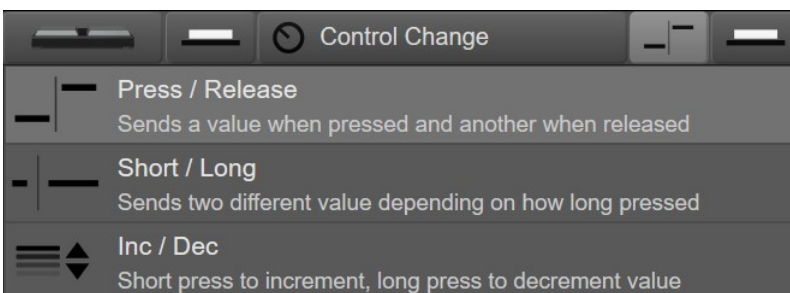 Control Change
Press / Release
Sends a value when pressed and another when released
Short / Long
Sends two different value depending on how long pressed
Inc / Dec
Short press to increment, long press to decrement value